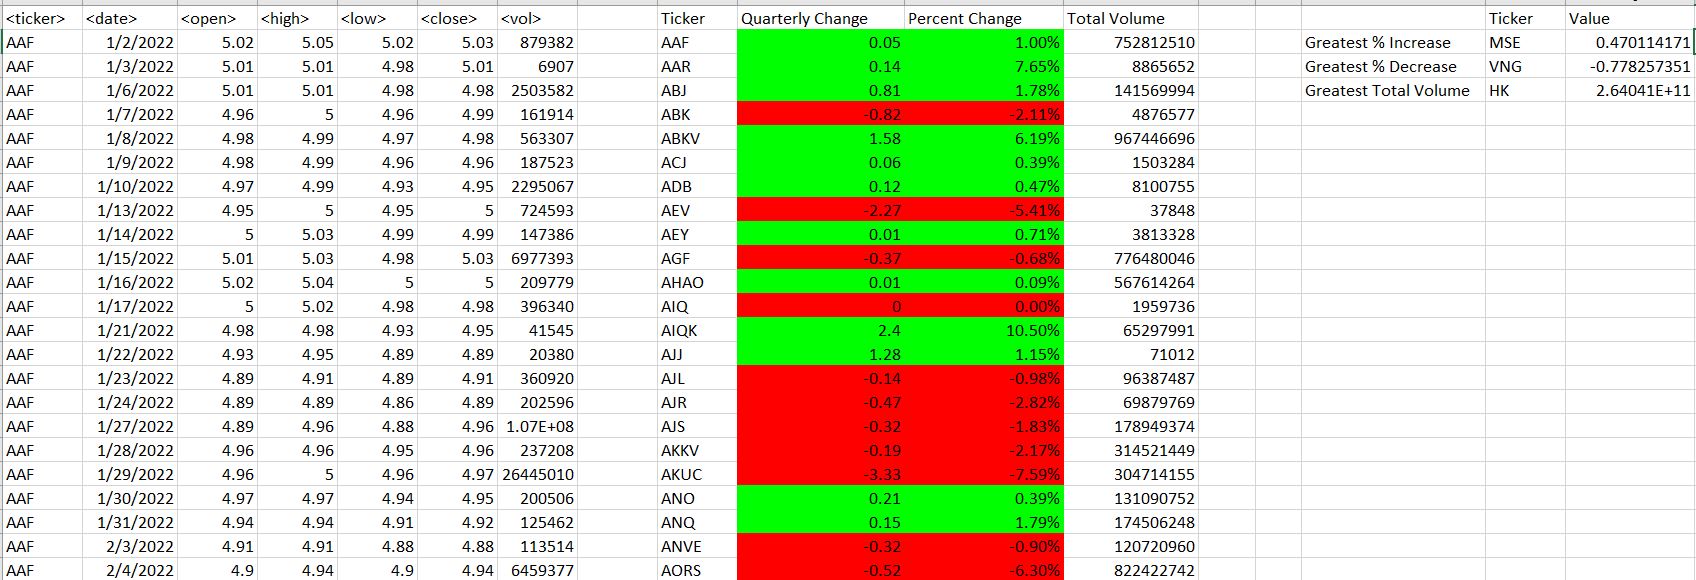 <ticker> <date> <open> <high> <low> <close> <vol> Ticker Quarterly Change Percent Change Total Volume Ticker Value
AAF 1/2/2022 5.02 5.05 5.02 5.03 879382 AAF 0.05 1.00% 752812510 Greatest % Increase MSE 0.470114171
AAF 1/3/2022 5.01 5.01 4.98 5.01 6907 AAR 0.14 7.65% 8865652 Greatest % Decrease VNG -0.778257351
AAF 1/6/2022 5.01 5.01 4.98 4.98 2503582 ABJ 0.81 1.78% 141569994 Greatest Total Volume HK 2.64041E+11
AAF 1/7/2022 4.96 5 4.96 4.99 161914 ABK -0.82 -2.11% 4876577
AAF 1/8/2022 4.98 4.99 4.97 4.98 563307 ABKV 1.58 6.19% 967446696
AAF 1/9/2022 4.98 4.99 4.96 4.96 187523 ACJ 0.06 0.39% 1503284
AAF 1/10/2022 4.97 4.99 4.93 4.95 2295067 ADB 0.12 0.47% 8100755
AAF 1/13/2022 4.95 5 4.95 5 724593 AEV -2.27 -5.41% 37848
AAF 1/14/2022 5 5.03 4.99 4.99 147386 AEY 0.01 0.71% 3813328
AAF 1/15/2022 5.01 5.03 4.98 5.03 6977393 AGF -0.37 -0.68% 776480046
AAF 1/16/2022 5.02 5.04 5 5 209779 AHAO 0.01 0.09% 567614264
AAF 1/17/2022 5 5.02 4.98 4.98 396340 AIQ 0 0.00% 1959736
AAF 1/21/2022 4.98 4.98 4.93 4.95 41545 AIQK 2.4 10.50% 65297991
AAF 1/22/2022 4.93 4.95 4.89 4.89 20380 AJJ 1.28 1.15% 71012
AAF 1/23/2022 4.89 4.91 4.89 4.91 360920 AJL -0.14 -0.98% 96387487
AAF 1/24/2022 4.89 4.89 4.86 4.89 202596 AJR -0.47 -2.82% 69879769
AAF 1/27/2022 4.89 4.96 4.88 4.96 1.07E+08 AJS -0.32 -1.83% 178949374
AAF 1/28/2022 4.96 4.96 4.95 4.96 237208 AKKV -0.19 -2.17% 314521449
AAF 1/29/2022 4.96 5 4.96 4.97 26445010 AKUC -3.33 -7.59% 304714155
AAF 1/30/2022 4.97 4.97 4.94 4.95 200506 ANO 0.21 0.39% 131090752
AAF 1/31/2022 4.94 4.94 4.91 4.92 125462 ANQ 0.15 1.79% 174506248
AAF 2/3/2022 4.91 4.91 4.88 4.88 113514 ANVE -0.32 -0.90% 120720960
AAF 2/4/2022 4.9 4.94 4.9 4.94 6459377 AORS -0.52 -6.30% 822422742